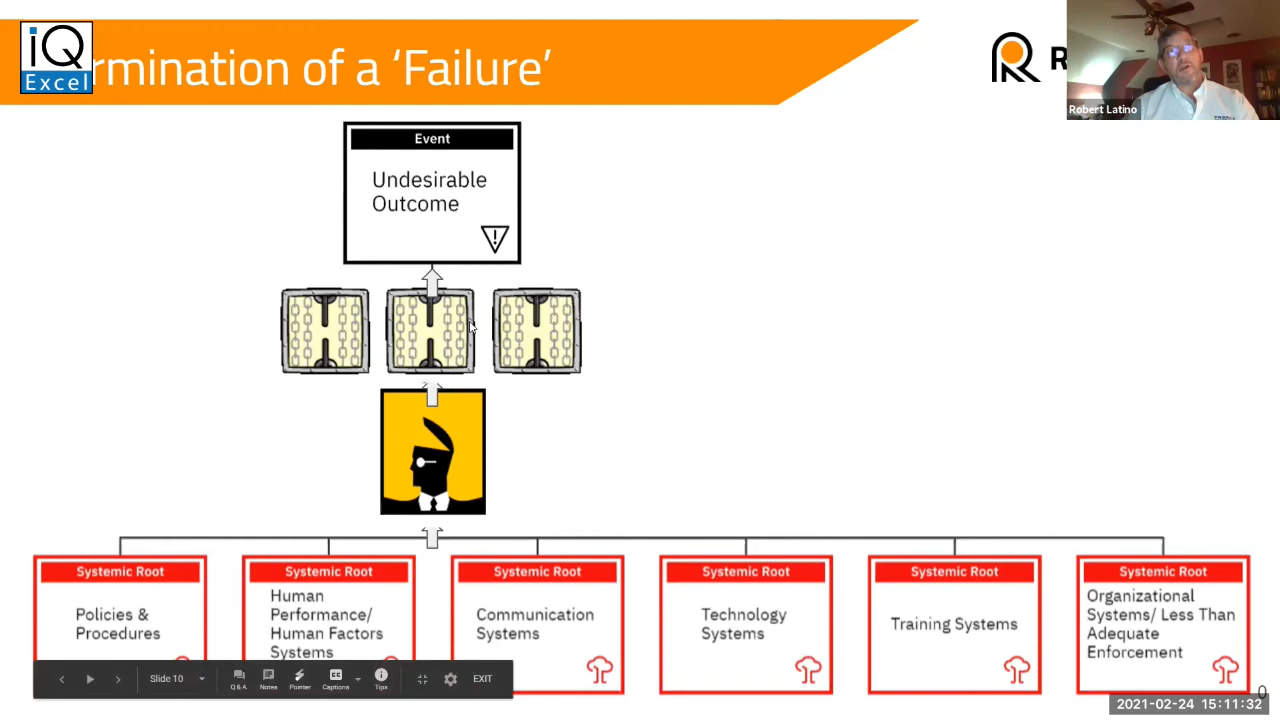 iQ
Excel
rmination of a ‘Failure’
R
Robert Latino
Event
Undesirable
Outcome
Systemic Root
Policies &
Procedures
Systemic Root
Human
Performance/
Human Factors
Systems
Systemic Root
Communication
Systems
Systemic Root
Technology
Systems
Systemic Root
Training Systems
Systemic Root
Organizational
Systems/ Less Than
Adequate
Enforcement
Slide 10
Q & A
Notes
Pointer
CC
Captions
Tips
EXIT
0
2021-02-24 15:11:32